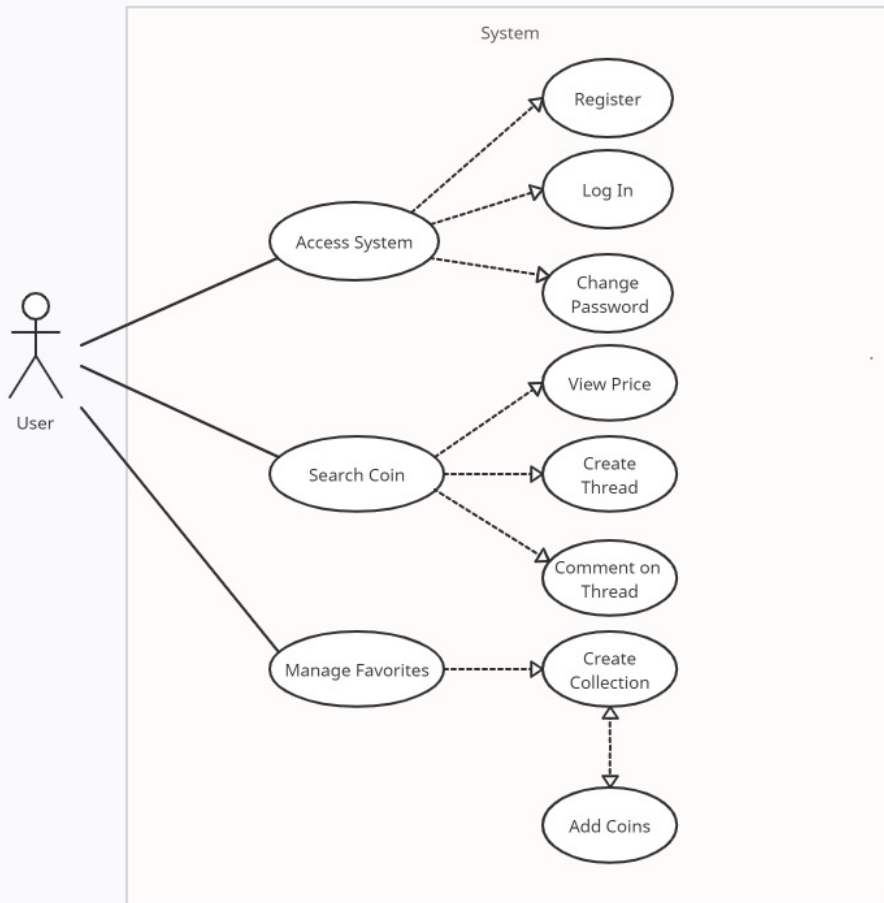 System
Register
Log In
Access System
Change
Password
User
View Price
Search Coin
Create
Thread
Comment on
Thread
Manage Favorites
Create
Collection
Add Coins